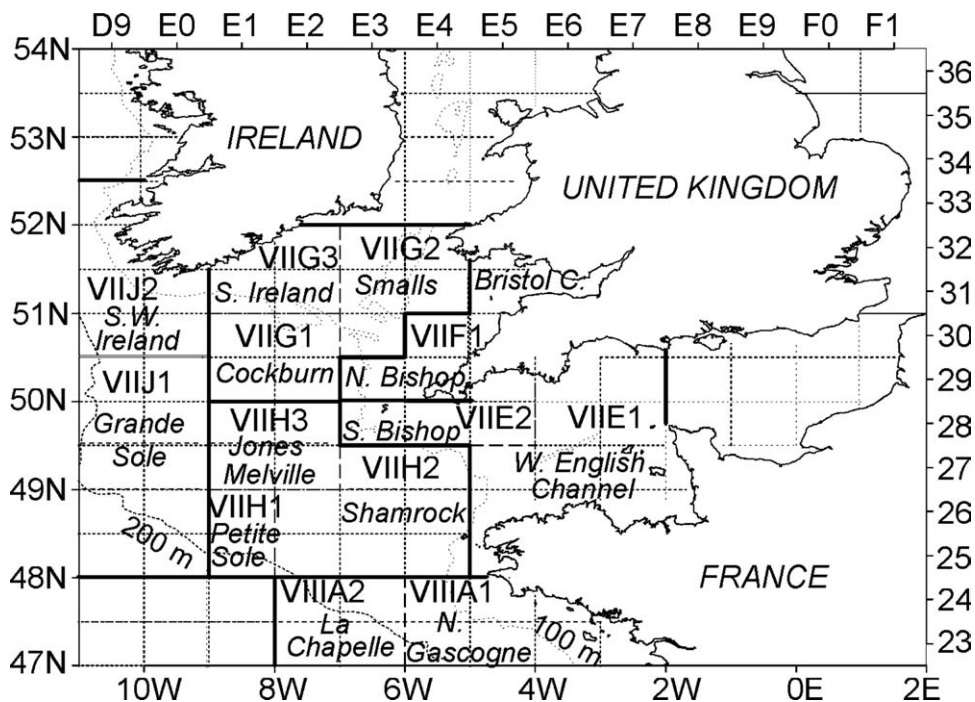 D9 E0 E1 E2 E3 E4 E5 E6 E7 E8 E9 F0 F1
54N
36
53N
IRELAND
35
34
UNITED KINGDOM
33
52N
VIIG3
VIIG2
32
VIIJ2
S. Ireland
Smalls
Bristol C.
31
S.W.
Ireland
51N
VIIG1
VIIF1
30
VIIJ1
Cockburn
N. Bishop
29
50N
Grande
Sole
VIIH3
Jones
Melville
S. Bishop
VIIE2
VIIE1
28
W. English
Channel
27
VIIH2
49N
VIIH1
Petite
Sole
Shamrock
26
200 m
25
48N
FRANCE
VIIIA2
La
Chapelle
VIIIA1
N.
Gascogne
100 m
24
23
47N
10W 8W 6W 4W 2W 0E 2E